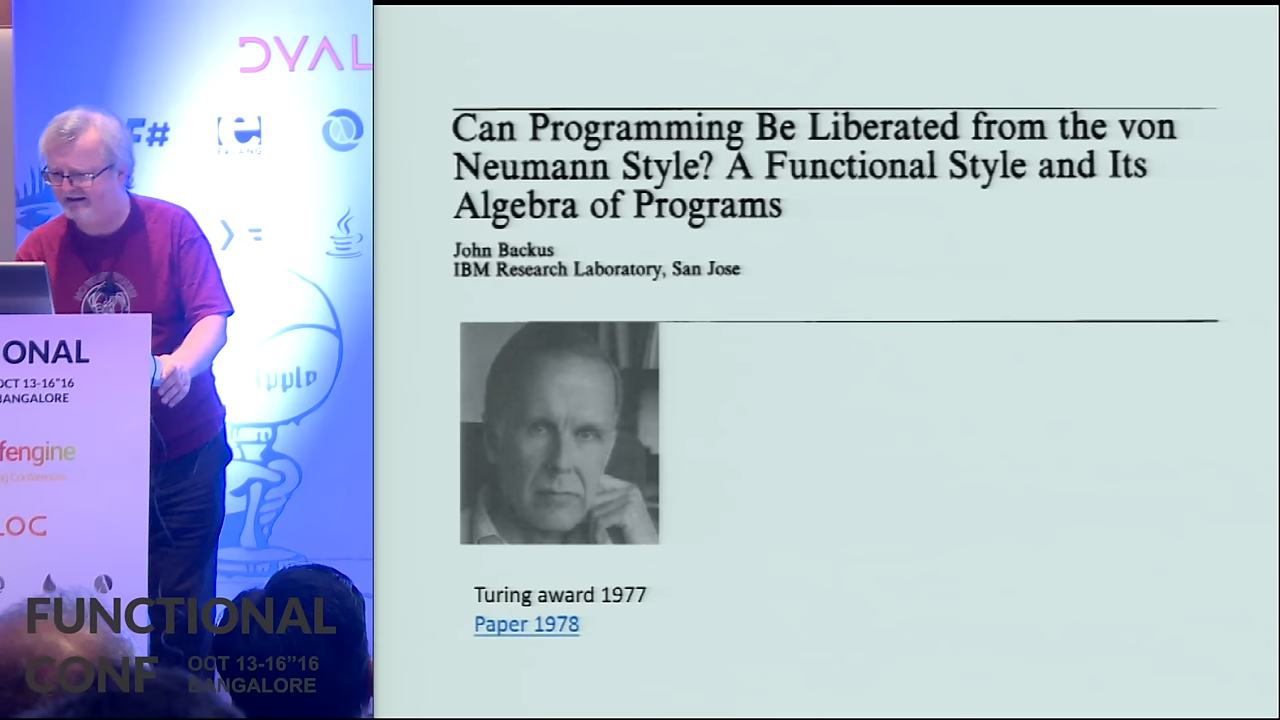 DYAL
F#
ONAL
OCT 13-16"16
BANGALORE
fengine
LOC
FUNCTIONAL
CONF
OCT 13-16"16
BANGALORE
Can Programming Be Liberated from the von
Neumann Style? A Functional Style and Its
Algebra of Programs
John Backus
IBM Research Laboratory, San Jose
Turing award 1977
Paper 1978